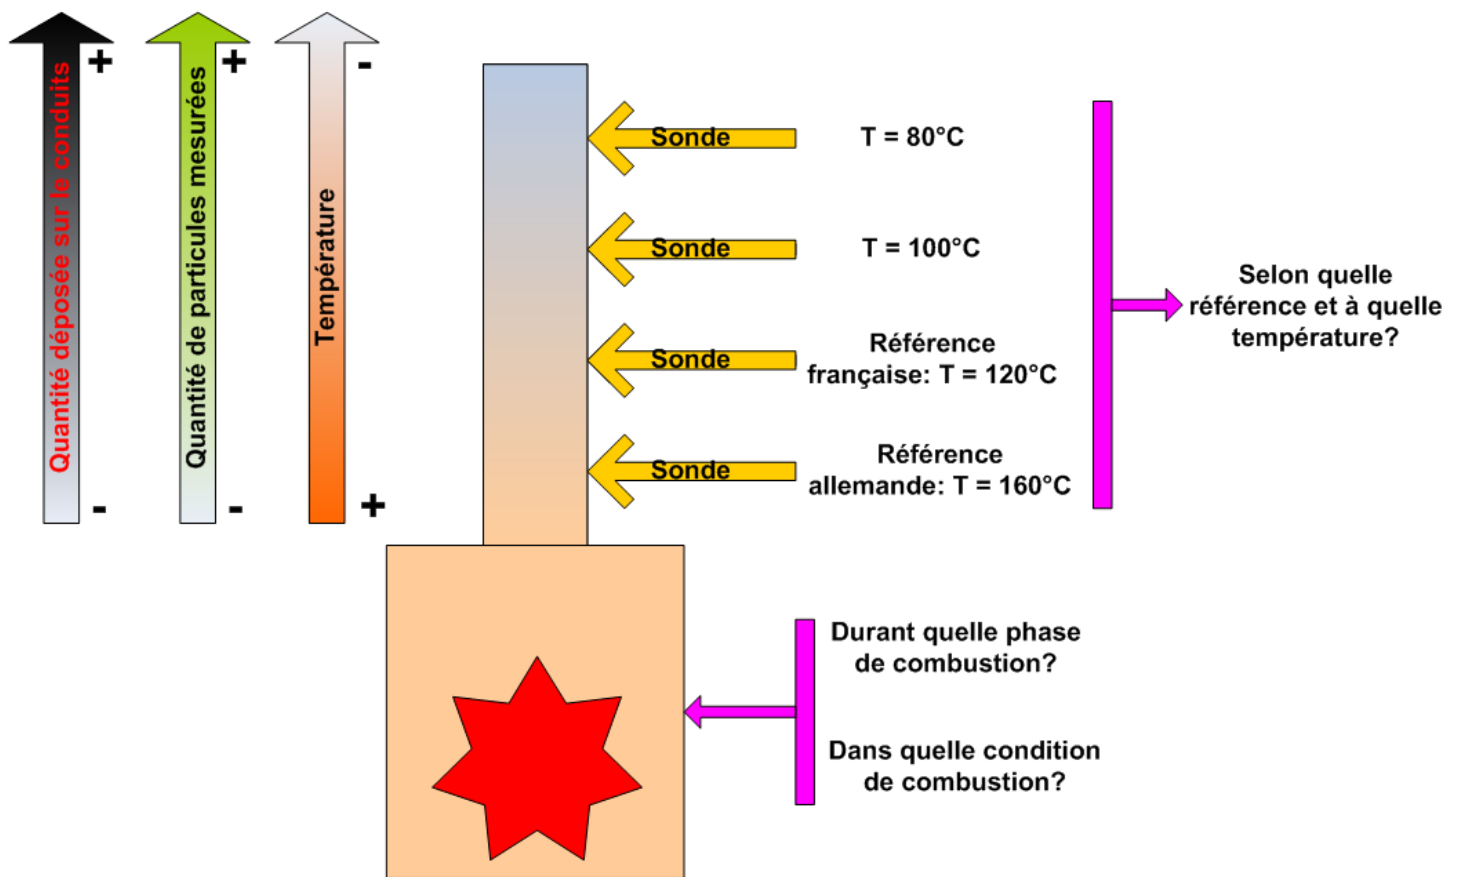 Quantité déposée sur le conduits
+
-
Quantité de particules mesurées
+
-
Température
-
+
Sonde
T = 80°C
Sonde
T = 100°C
Sonde
Référence
française: T = 120°C
Sonde
Référence
allemande: T = 160°C
Selon quelle
référence et à quelle
température?
Durant quelle phase
de combustion?
Dans quelle condition
de combustion?